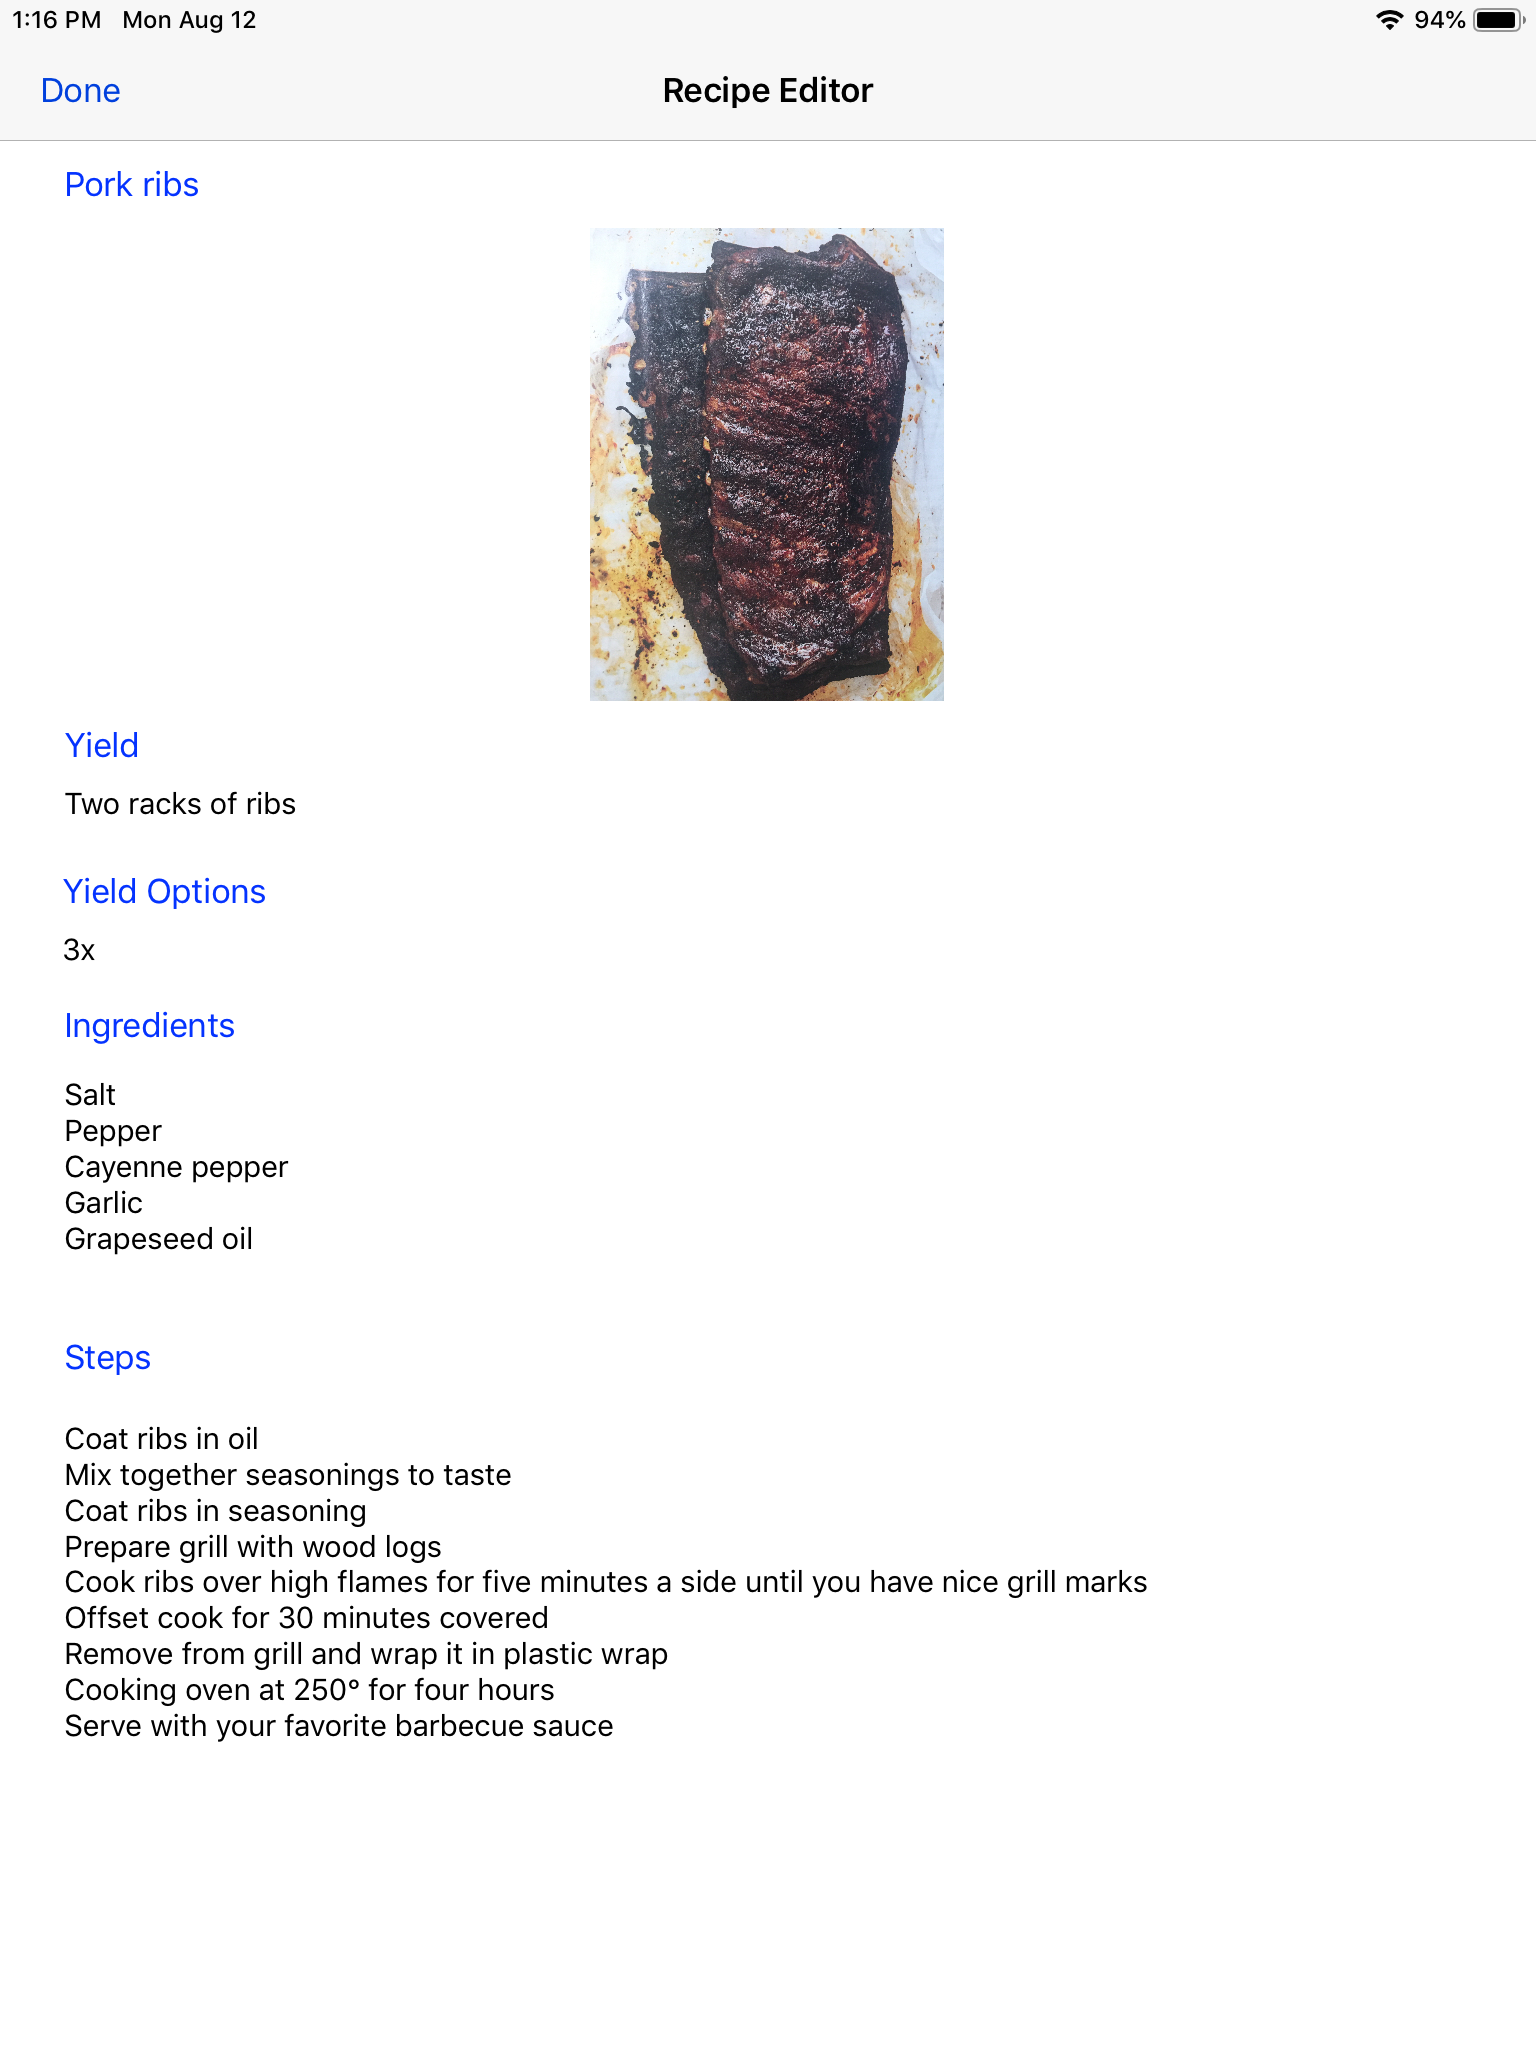 1:16 PM Mon Aug 12 94%
Done Recipe Editor
Pork ribs
Yield
Two racks of ribs
Yield Options
3x
Ingredients
Salt
Pepper
Cayenne pepper
Garlic
Grapeseed oil
Steps
Coat ribs in oil
Mix together seasonings to taste
Coat ribs in seasoning
Prepare grill with wood logs
Cook ribs over high flames for five minutes a side until you have nice grill marks
Offset cook for 30 minutes covered
Remove from grill and wrap it in plastic wrap
Cooking oven at 250° for four hours
Serve with your favorite barbecue sauce